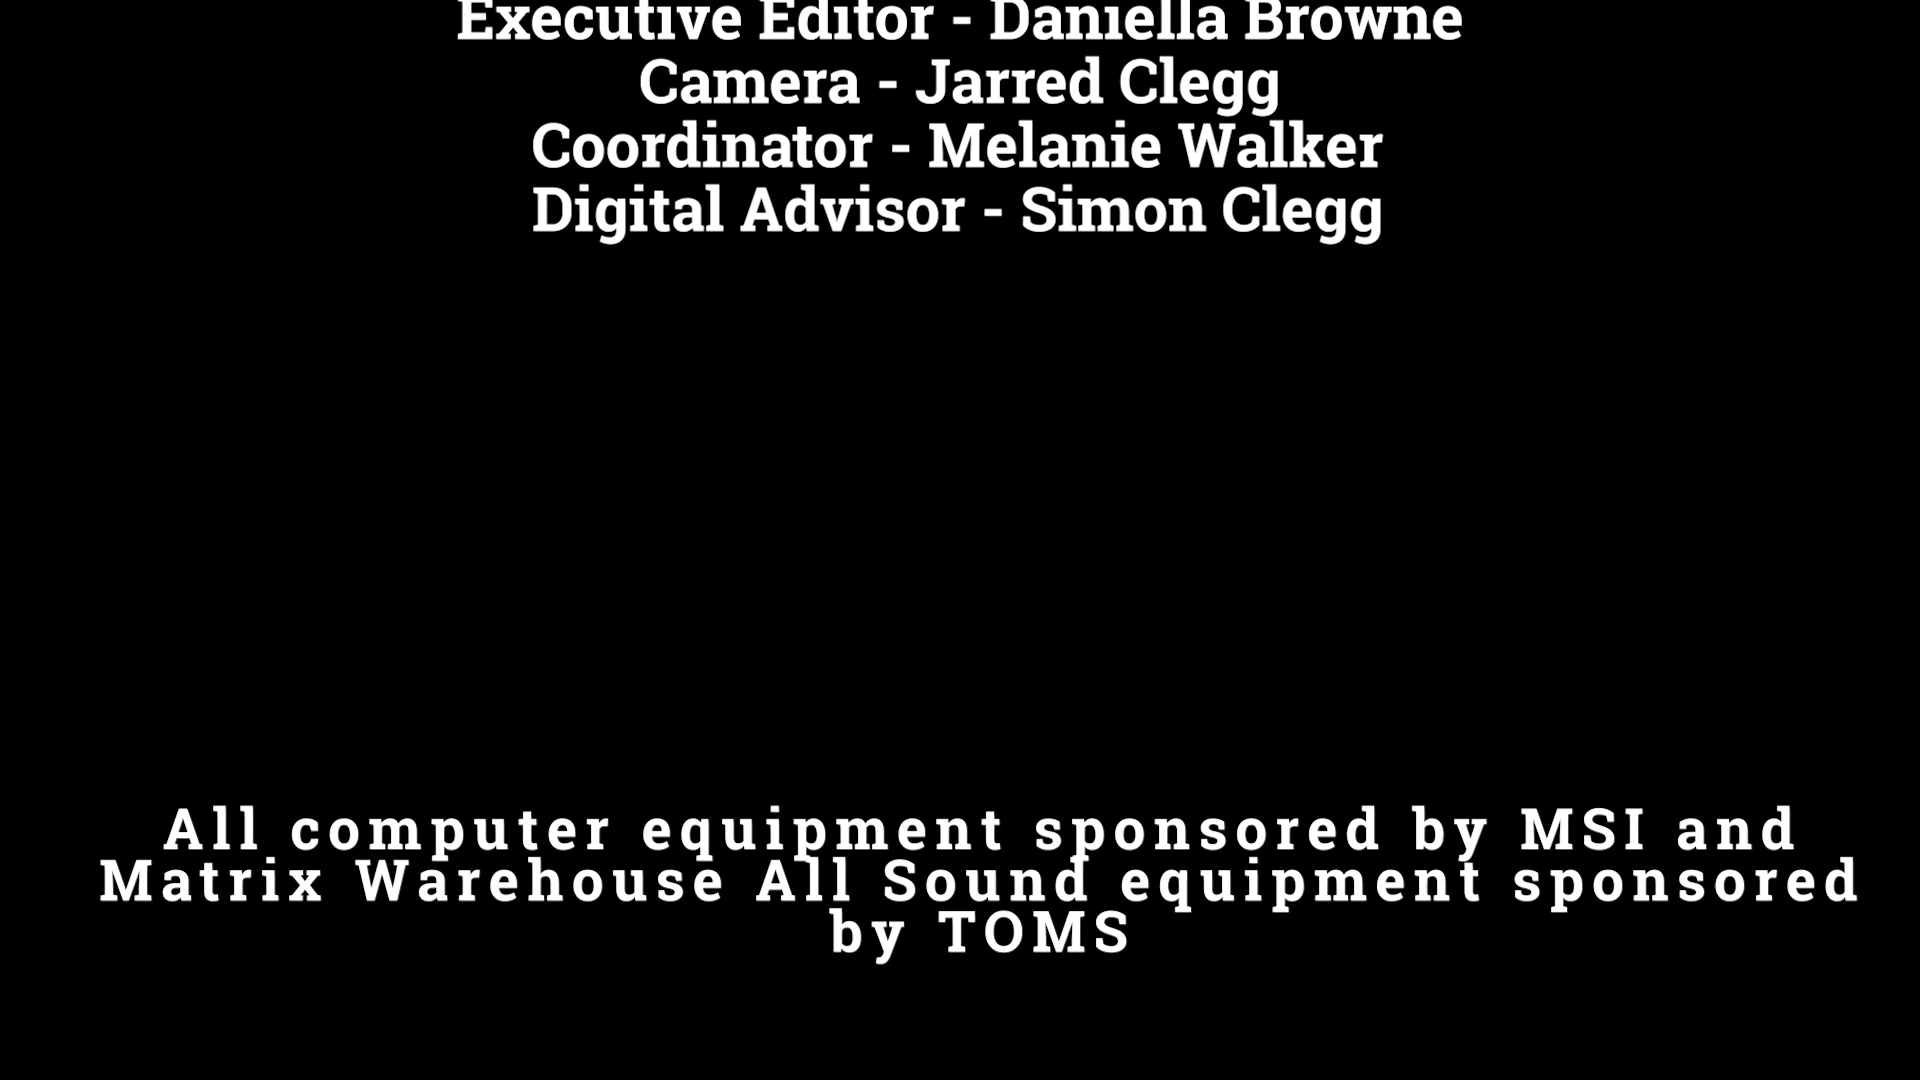 Executive Editor - Daniella Browne
Camera - Jarred Clegg
Coordinator - Melanie Walker
Digital Advisor - Simon Clegg
All computer equipment sponsored by MSI and
Matrix Warehouse All Sound equipment sponsored
by TOMS